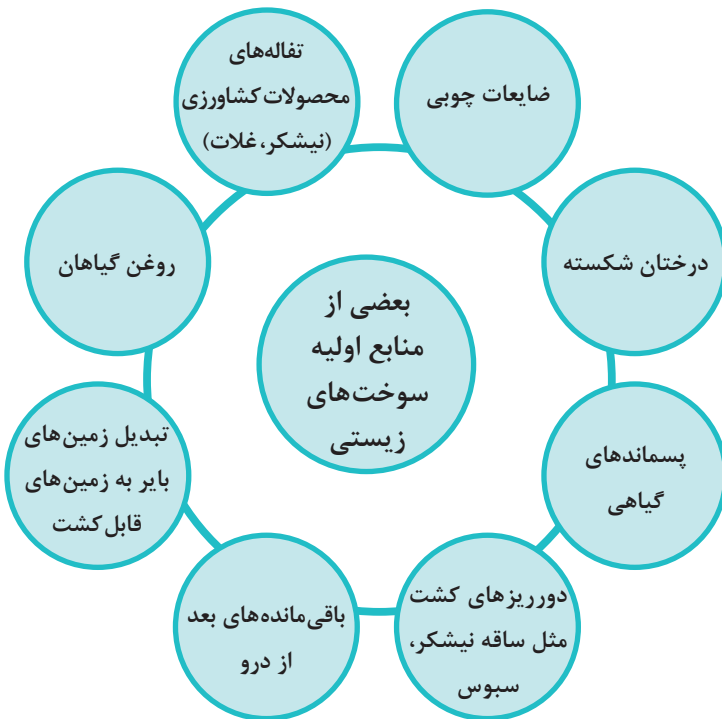 بعضی از
منابع اولیه
سوخت‌های
زیستی
ضایعات چوبی
درختان شکسته
پسماندهای
گیاهی
دورریزهای کشت
مثل ساقه نیشکر،
سبوس
باقی‌مانده‌های بعد
از درو
تبدیل زمین‌های
بایر به زمین‌های
قابل‌کشت
روغن گیاهان
تفاله‌های
محصولات کشاورزی
(نیشکر، غلات)